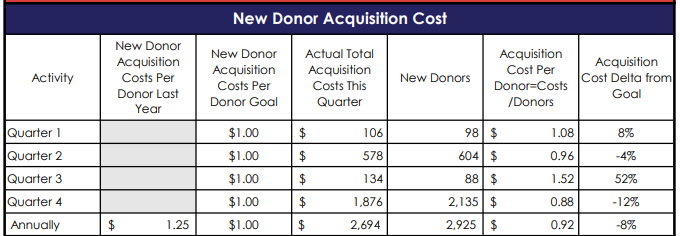 New Donor Acquisition Cost
Activity
New Donor
Acquisition
Costs Per
Donor Last
Year
New Donor
Acquisition
Costs Per
Donor Goal
Actual Total
Acquisition
Costs This
Quarter
New Donors
Acquisition
Cost Per
Donor=Costs
/Donors
Acquisition
Cost Delta from
Goal
Quarter 1 $1.00 $ 106 98 $ 1.08 8%
Quarter 2 $1.00 $ 578 604 $ 0.96 -4%
Quarter 3 $1.00 $ 134 88 $ 1.52 52%
Quarter 4 $1.00 $ 1,876 2,135 $ 0.88 -12%
Annually $ 1.25 $1.00 $ 2,694 2,925 $ 0.92 -8%